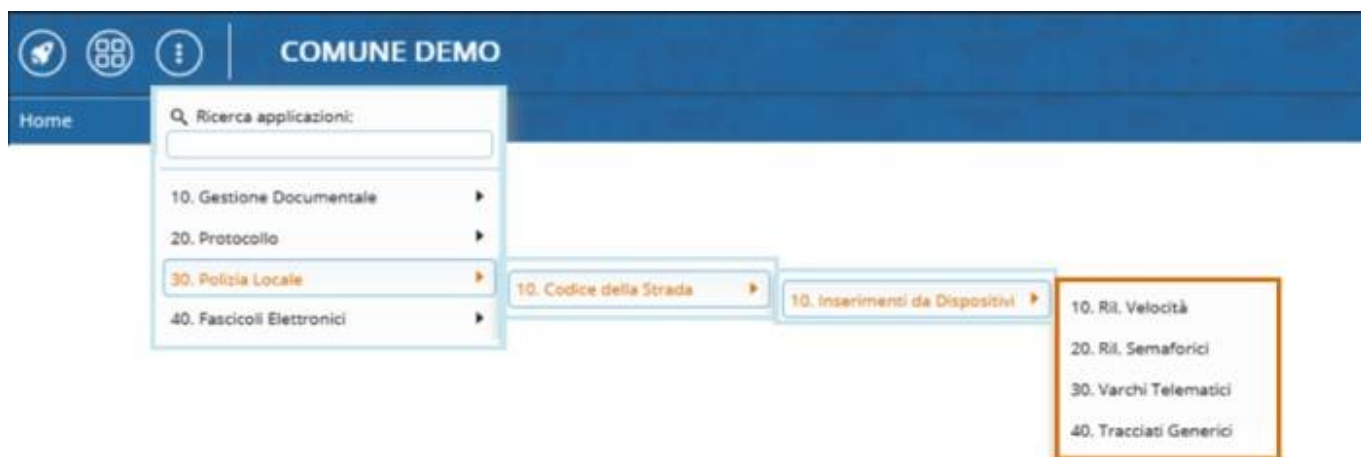 COMUNE DEMO
Home
Ricerca applicazioni:
10. Gestione Documentale
20. Protocollo
30. Polizia Locale
40. Fascicoli Elettronici
10. Codice della Strada
10. Inserimenti da Dispositivi
10. Ril. Velocità
20. Ril. Semaforici
30. Varchi Telematici
40. Tracciati Generici